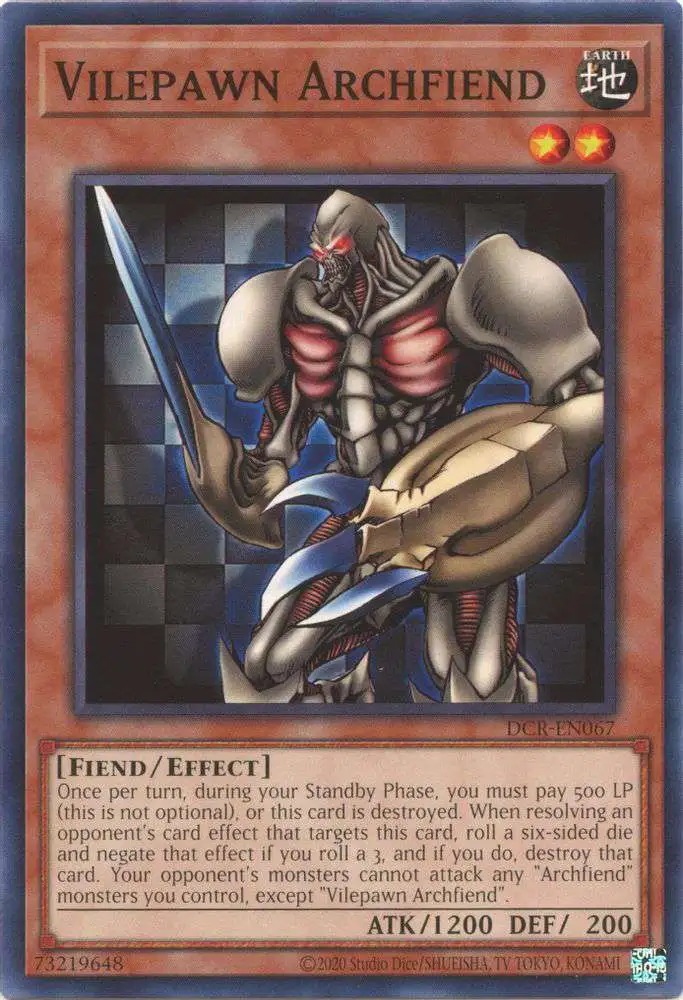 VILEPAWN ARCHFIEND
EARTH
地
DCR-EN067
[FIEND/EFFECT]
Once per turn, during your Standby Phase, you must pay 500 LP
(this is not optional), or this card is destroyed. When resolving an
opponent's card effect that targets this card, roll a six-sided die
and negate that effect if you roll a 3, and if you do, destroy that
card. Your opponent's monsters cannot attack any "Archfiend"
monsters you control, except "Vilepawn Archfiend".
ATK/1200 DEF/ 200
73219648
©2020 Studio Dice/SHUEISHA, TV TOKYO, KONAMI